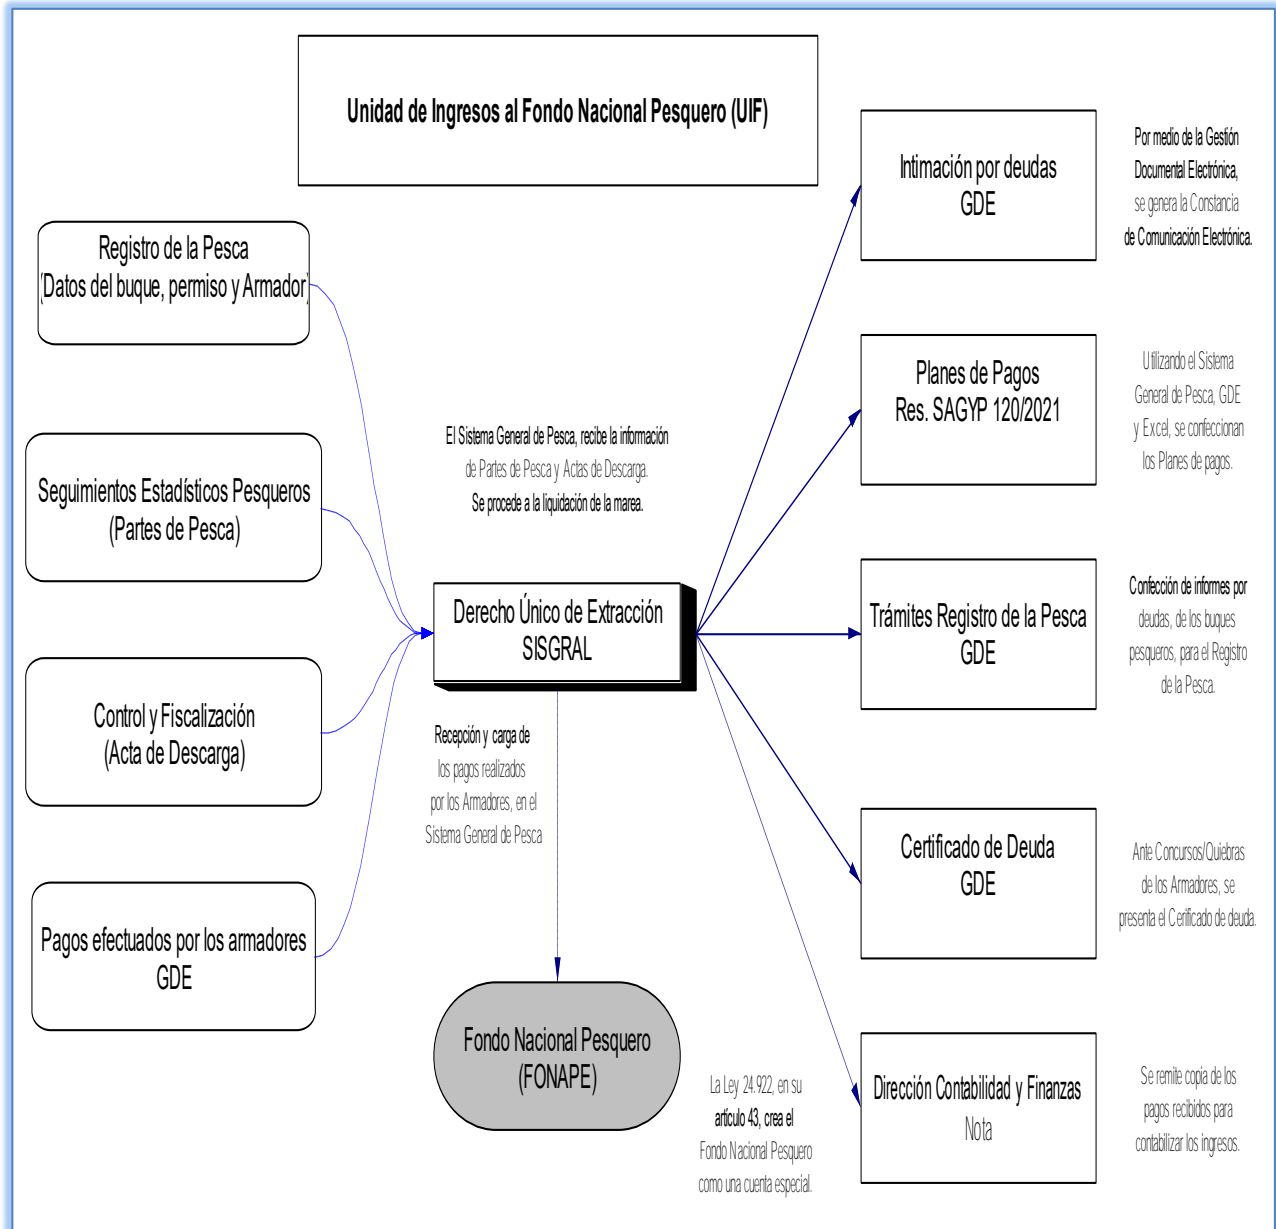 Unidad de Ingresos al Fondo Nacional Pesquero (UIF)
Registro de la Pesca
(Datos del buque, permiso y Armador)
Seguimientos Estadísticos Pesqueros
(Partes de Pesca)
Control y Fiscalización
(Acta de Descarga)
Pagos efectuados por los armadores
GDE
El Sistema General de Pesca, recibe la información
de Partes de Pesca y Actas de Descarga.
Se procede a la liquidación de la marea.
Derecho Único de Extracción
SISGRAL
Recepción y carga de
los pagos realizados
por los Armadores, en el
Sistema General de Pesca
Fondo Nacional Pesquero
(FONAPE)
La Ley 24.922, en su
artículo 43, crea el
Fondo Nacional Pesquero
como una cuenta especial.
Intimación por deudas
GDE
Por medio de la Gestión
Documental Electrónica,
se genera la Constancia
de Comunicación Electrónica.
Planes de Pagos
Res. SAGYP 120/2021
Utilizando el Sistema
General de Pesca, GDE
y Excel, se confeccionan
los Planes de pagos.
Trámites Registro de la Pesca
GDE
Confección de informes por
deudas, de los buques
pesqueros, para el Registro
de la Pesca.
Certificado de Deuda
GDE
Ante Concursos/Quiebras
de los Armadores, se
presenta el Cerificado de deuda.
Dirección Contabilidad y Finanzas
Nota
Se remite copia de los
pagos recibidos para
contabilizar los ingresos.